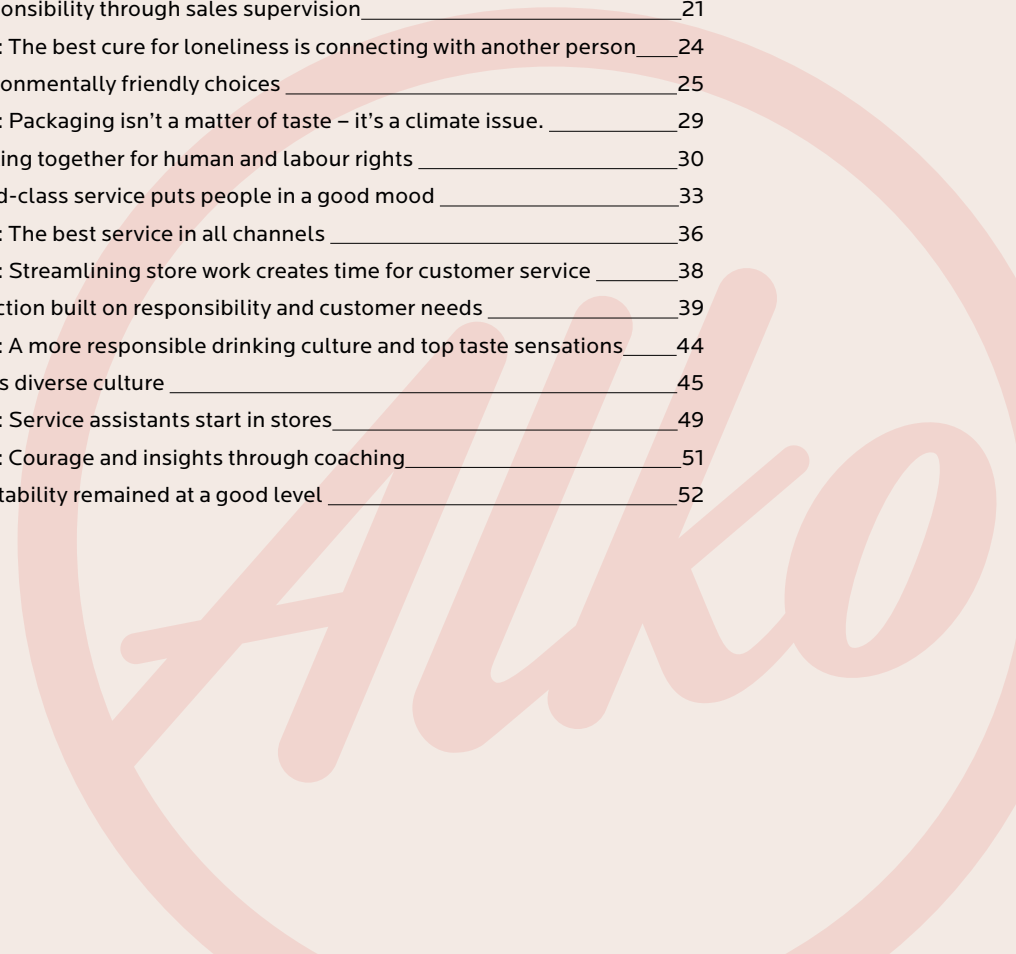 onsibility through sales supervision 21
: The best cure for loneliness is connecting with another person 24
onmentally friendly choices 25
: Packaging isn’t a matter of taste – it’s a climate issue. 29
ing together for human and labour rights 30
d-class service puts people in a good mood 33
: The best service in all channels 36
: Streamlining store work creates time for customer service 38
ction built on responsibility and customer needs 39
: A more responsible drinking culture and top taste sensations 44
s diverse culture 45
: Service assistants start in stores 49
: Courage and insights through coaching 51
tability remained at a good level 52
Alko